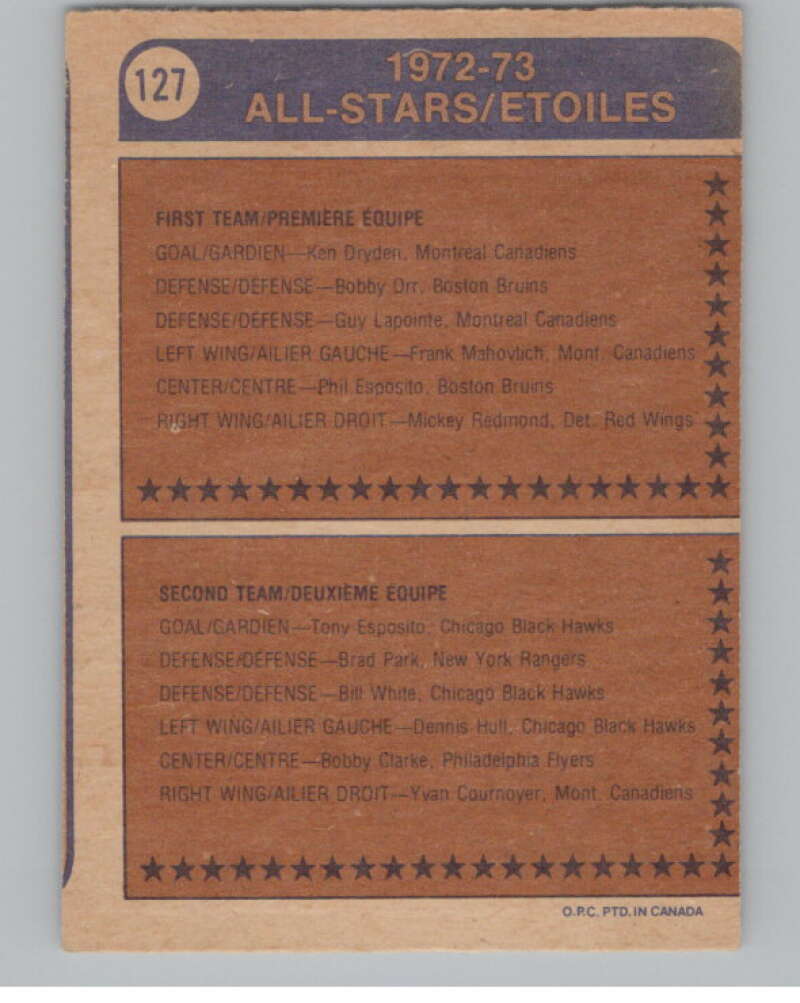 127
1972-73
ALL-STARS/ETOILES
FIRST TEAM/PREMIÈRE ÉQUIPE
GOAL/GARDIEN—Ken Dryden, Montreal Canadiens
DEFENSE/DEFENSE—Bobby Orr, Boston Bruins
DEFENSE/DEFENSE—Guy Lapointe, Montreal Canadiens
LEFT WING/AILIER GAUCHE—Frank Mahovlich, Mont. Canadiens
CENTER/CENTRE—Phil Esposito, Boston Bruins
RIGHT WING/AILIER DROIT—Mickey Redmond, Det. Red Wings
SECOND TEAM/DEUXIÈME ÉQUIPE
GOAL/GARDIEN—Tony Esposito, Chicago Black Hawks
DEFENSE/DEFENSE—Brad Park, New York Rangers
DEFENSE/DEFENSE—Bill White, Chicago Black Hawks
LEFT WING/AILIER GAUCHE—Dennis Hull, Chicago Black Hawks
CENTER/CENTRE—Bobby Clarke, Philadelphia Flyers
RIGHT WING/AILIER DROIT—Yvan Cournoyer, Mont. Canadiens
O.P.C. PTD. IN CANADA